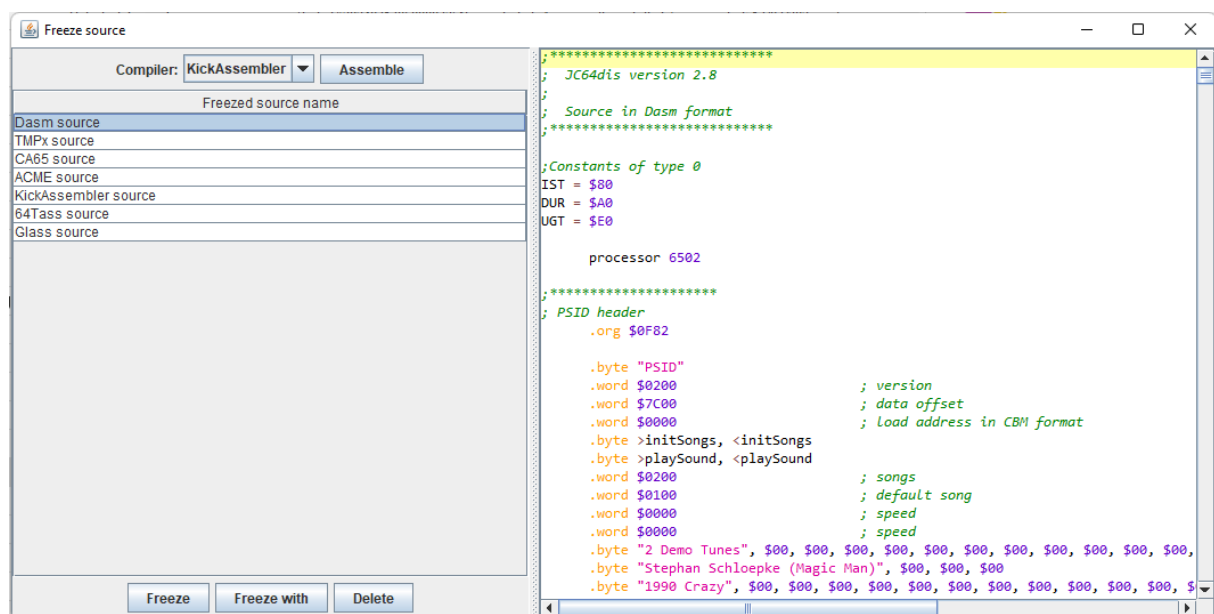 Freeze source
Compiler: KickAssembler Assemble
Freezed source name
Dasm source
TMPx source
CA65 source
ACME source
KickAssembler source
64Tass source
Glass source
Freeze Freeze with Delete
;****************************
;  JC64dis version 2.8
;
;  Source in Dasm format
;****************************
;Constants of type 0
IST = $80
DUR = $A0
UGT = $E0
processor 6502
;*********************
; PSID header
.org $0F82
.byte "PSID"
.word $0200 ; version
.word $7C00 ; data offset
.word $0000 ; load address in CBM format
.byte >initSongs, <initSongs
.byte >playSound, <playSound
.word $0200 ; songs
.word $0100 ; default song
.word $0000 ; speed
.word $0000 ; speed
.byte "2 Demo Tunes", $00, $00, $00, $00, $00, $00, $00, $00, $00, $00, $00,
.byte "Stephan Schloepke (Magic Man)", $00, $00, $00
.byte "1990 Crazy", $00, $00, $00, $00, $00, $00, $00, $00, $00, $00, $00, $